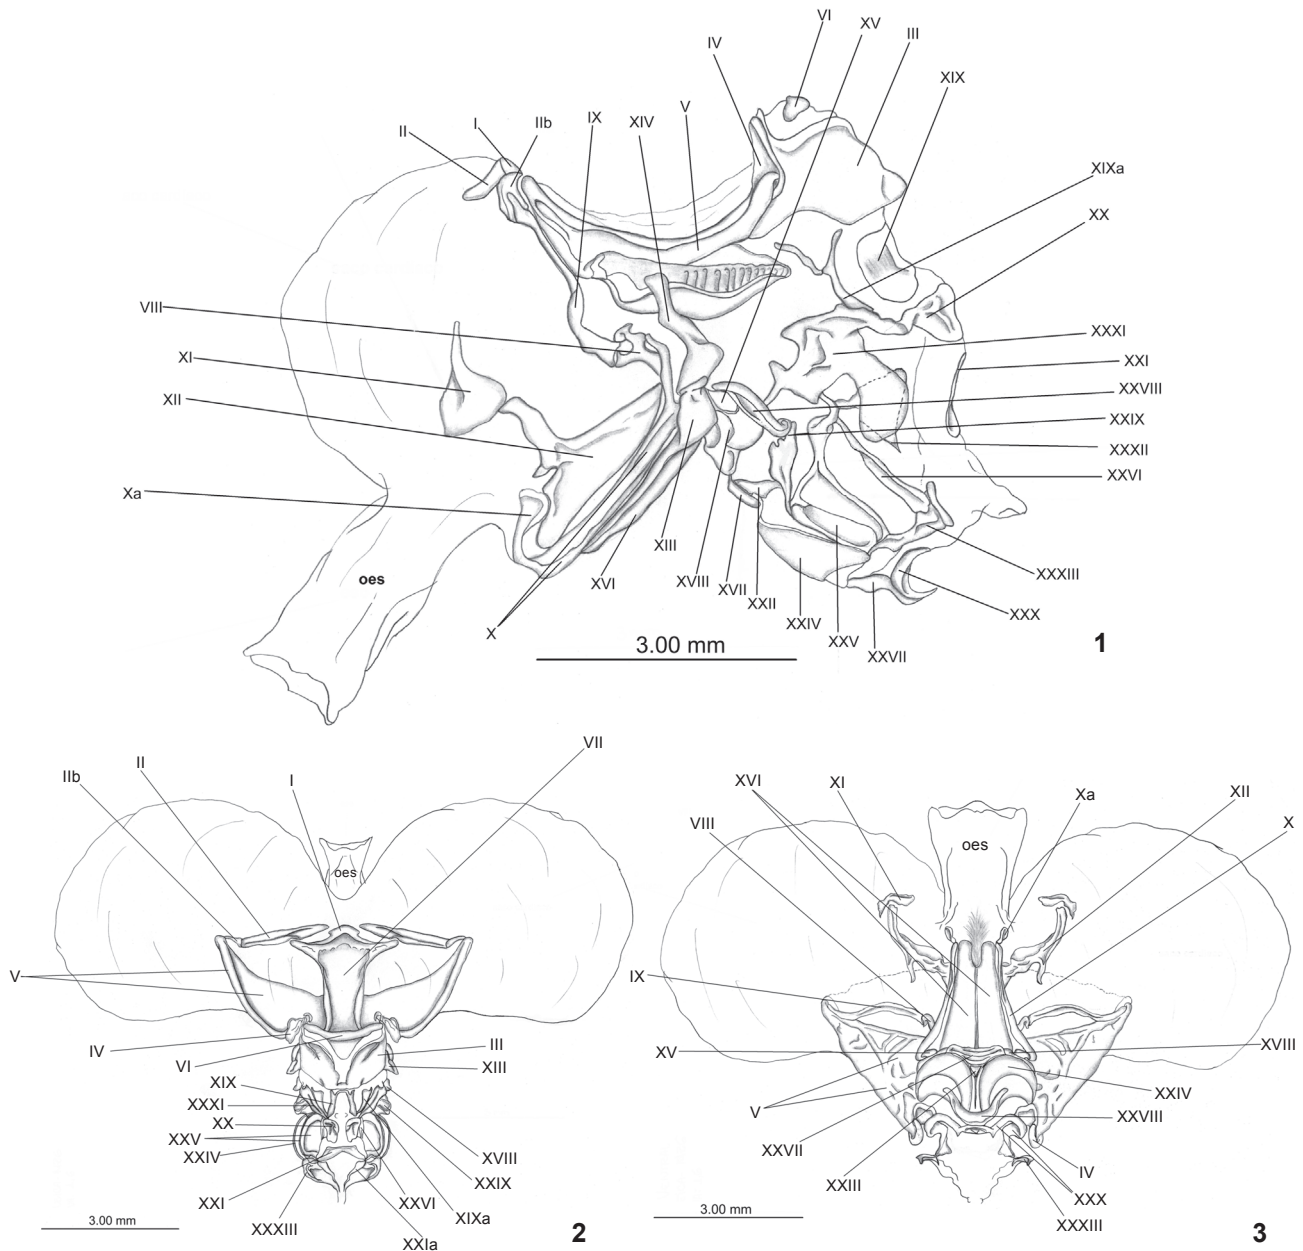 VI
XV
III
IV
XIX
V
IX
XIV
I
IIb
II
XIXa
XX
VIII
XXXI
XI
XXI
XII
XXVIII
XXIX
XXXII
XXVI
Xa
XIII
XVIII
XVII
XXII
XXIV
XXV
XXVII
XXXIII
XXX
XVI
X
oes
3.00 mm
1
VII
II
I
IIb
oes
V
IV
VI
III
XIII
XIX
XXXI
XX
XXV
XXIV
XVIII
XXIX
XXI
XXVI
XIXa
XXXIII
XXIa
3.00 mm
2
XVI
XI
Xa
XII
VIII
X
oes
IX
XV
XVIII
XXIV
V
XXVIII
XXVII
IV
XXIII
XXX
XXXIII
3.00 mm
3